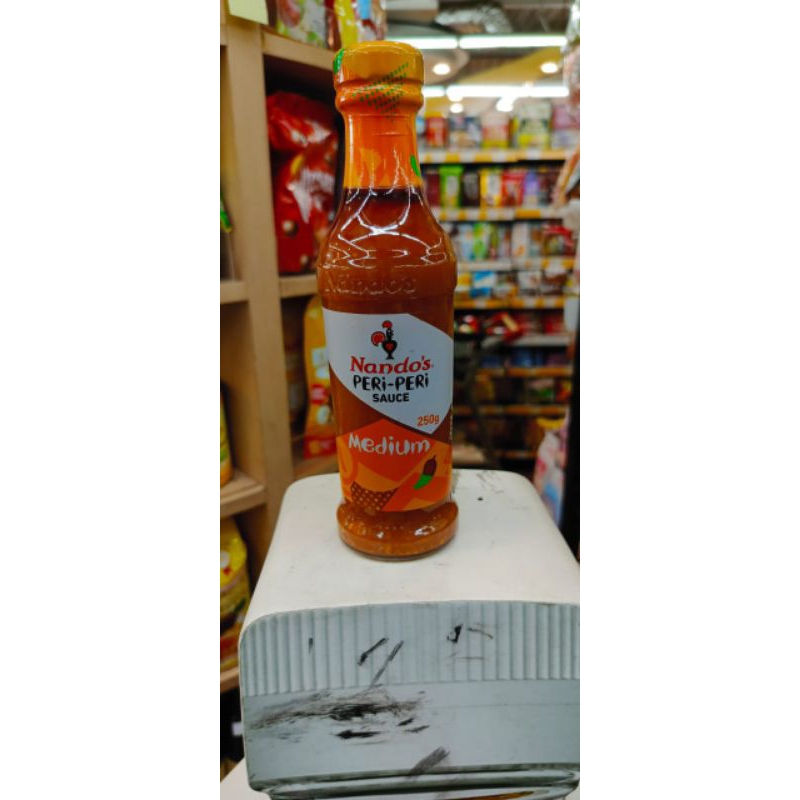 Nando's
Nando's
PERi-PERi
SAUCE
250g
Medium